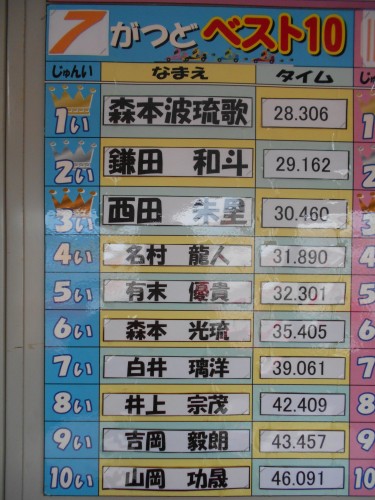 7がつど ベスト10
じゅんい なまえ タイム
1い 森本波琉歌 28.306
2い 鎌田 和斗 29.162
3い 西田 朱里 30.460
4い 名村 龍人 31.890
5い 有末 優貴 32.301
6い 森本 光琉 35.405
7い 白井 璃洋 39.061
8い 井上 宗茂 42.409
9い 吉岡 毅朗 43.457
10い 山岡 功晟 46.091